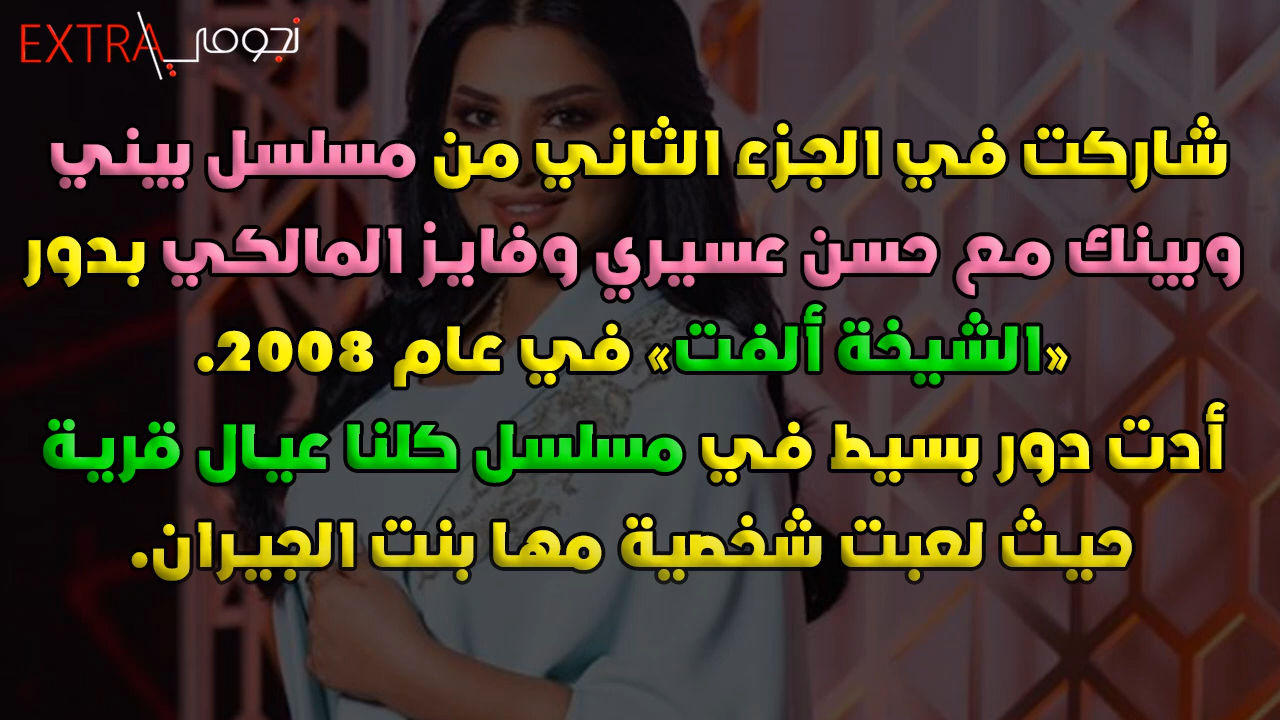 EXTRA نجومي
شاركت في الجزء الثاني من مسلسل بيني
وبينك مع حسن عسيري وفايز المالكي بدور
«الشيخة ألفت» في عام 2008.
أدت دور بسيط في مسلسل كلنا عيال قرية
حيث لعبت شخصية مها بنت الجيران.